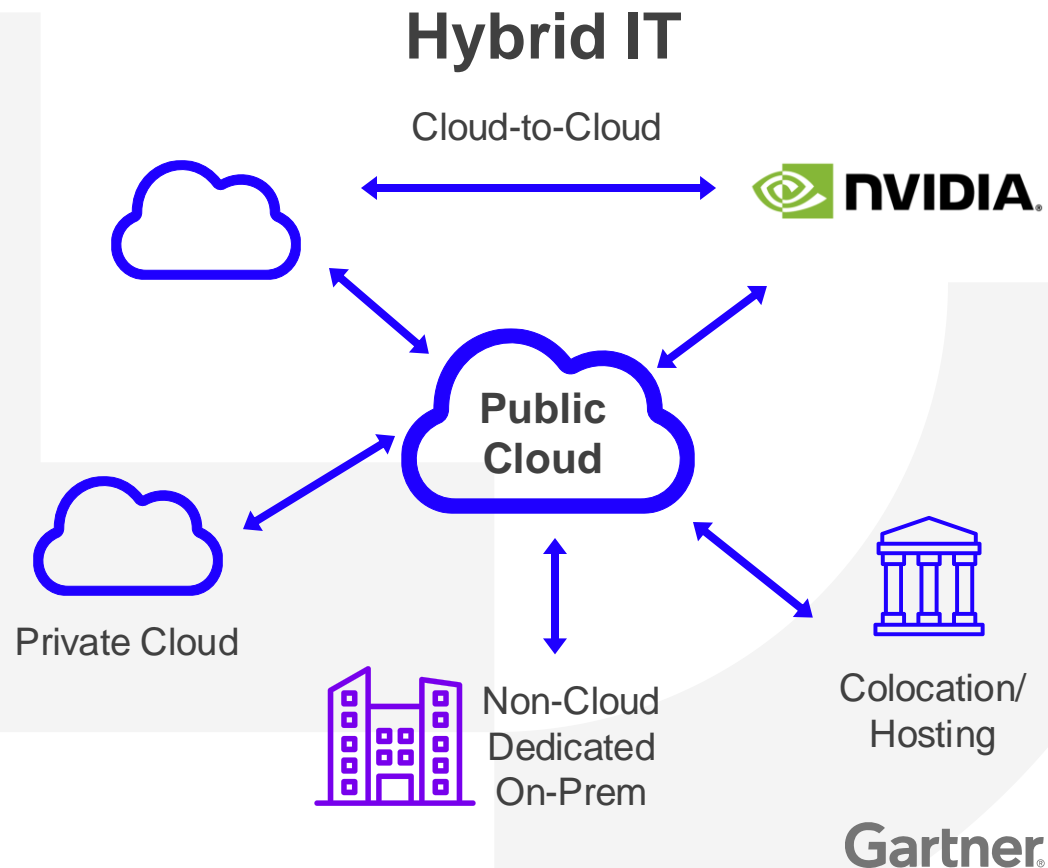 Hybrid IT
Cloud-to-Cloud
NVIDIA®
Public
Cloud
Private Cloud
Non-Cloud
Dedicated
On-Prem
Colocation/
Hosting
Gartner®